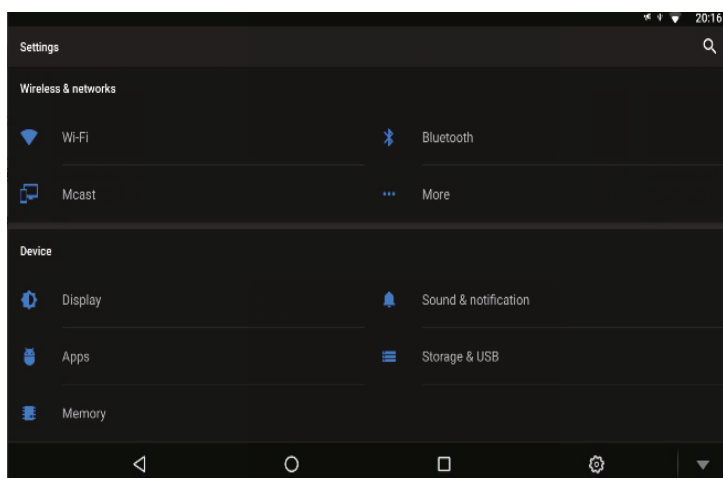 20:16
Settings
Wireless & networks
Wi-Fi
Bluetooth
Mcast
More
Device
Display
Sound & notification
Apps
Storage & USB
Memory